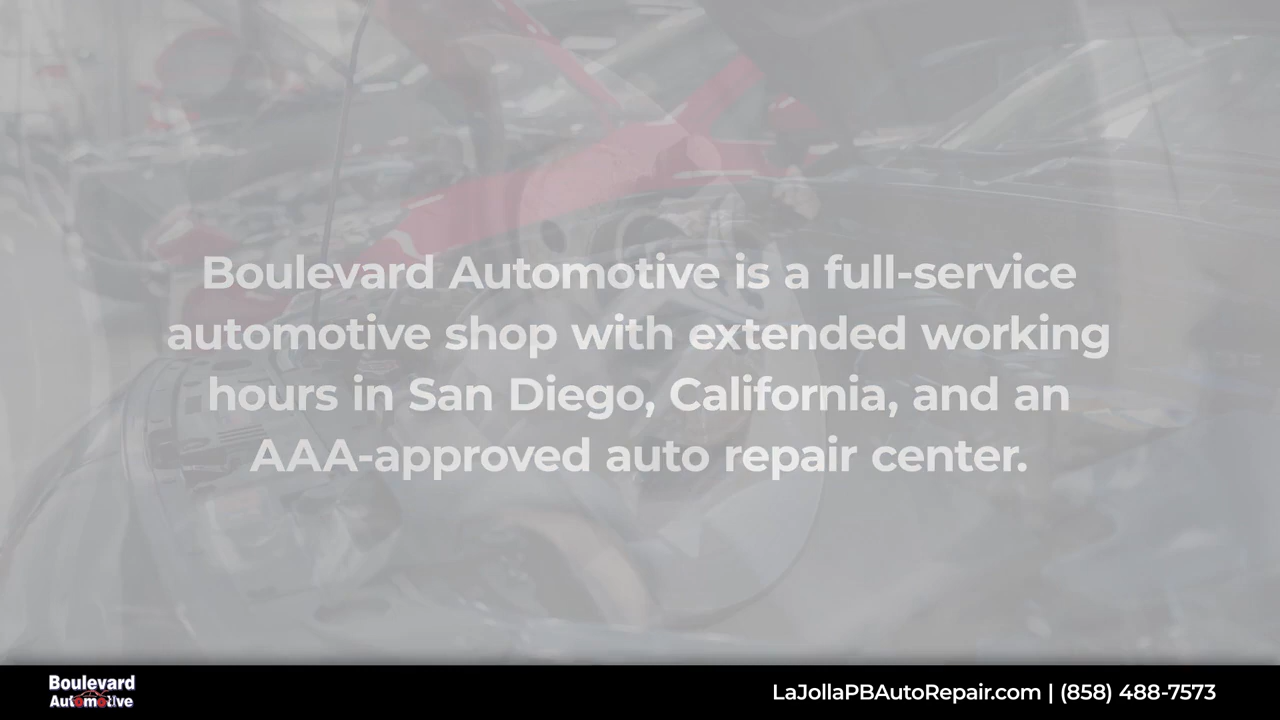 Boulevard Automotive is a full-service
automotive shop with extended working
hours in San Diego, California, and an
AAA-approved auto repair center.
Boulevard
Automotive
LaJollaPBAutoRepair.com | (858) 488-7573